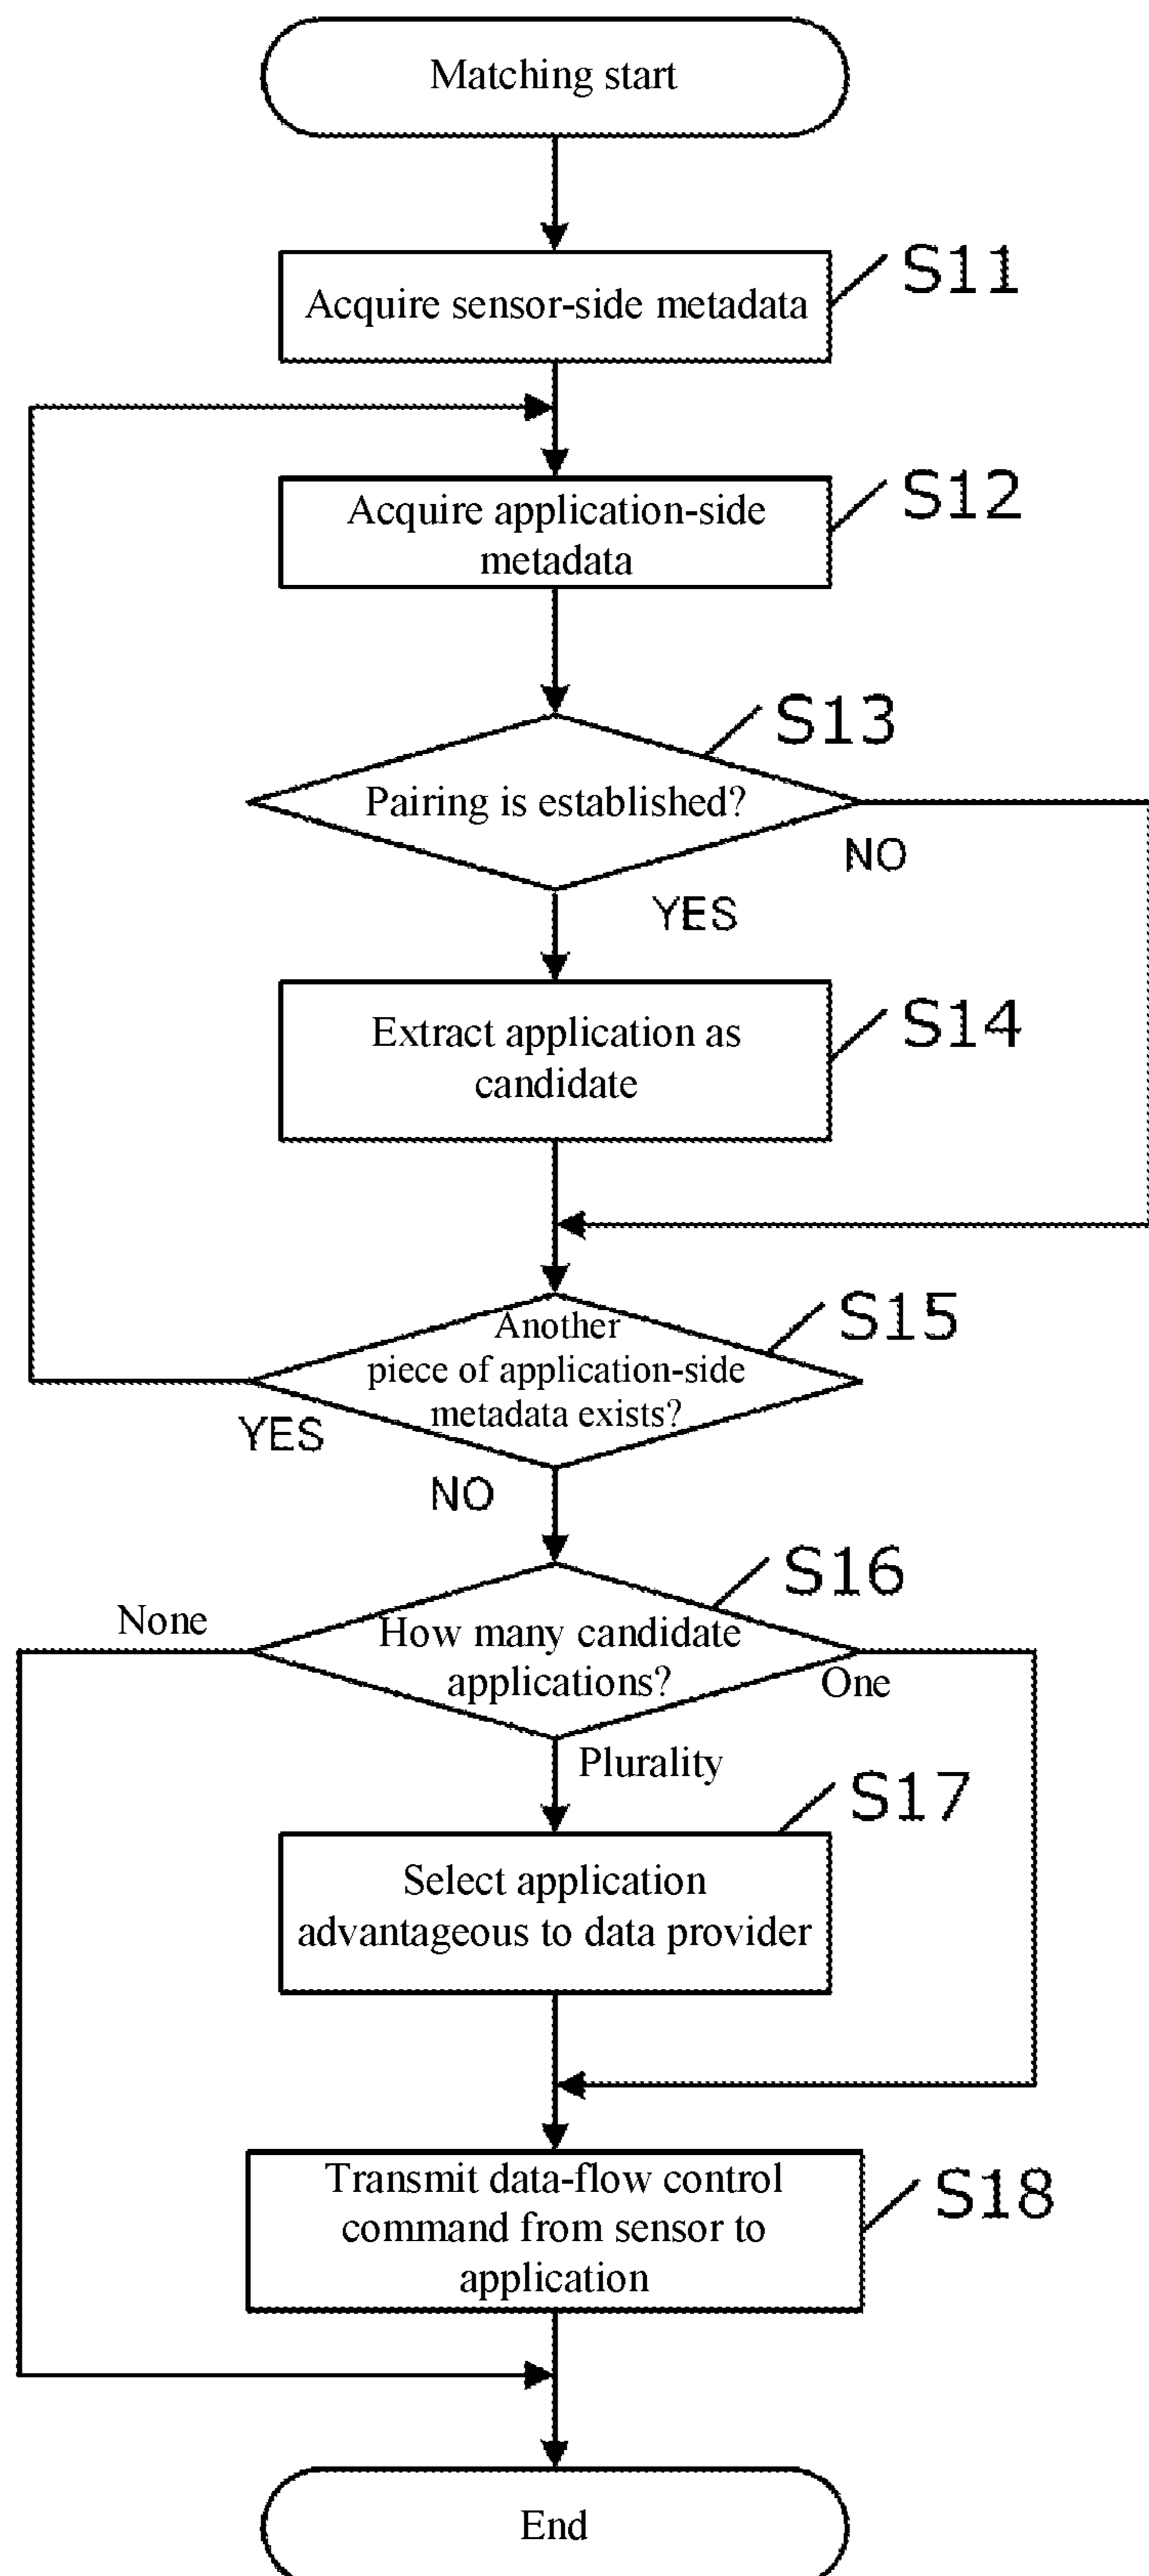 Matching start
S11
Acquire sensor-side metadata
S12
Acquire application-side
metadata
S13
Pairing is established?
NO
YES
S14
Extract application as
candidate
S15
Another
piece of application-side
metadata exists?
YES
NO
S16
None
How many candidate
applications?
One
Plurality
S17
Select application
advantageous to data provider
Transmit data-flow control
S18
command from sensor to
application
End